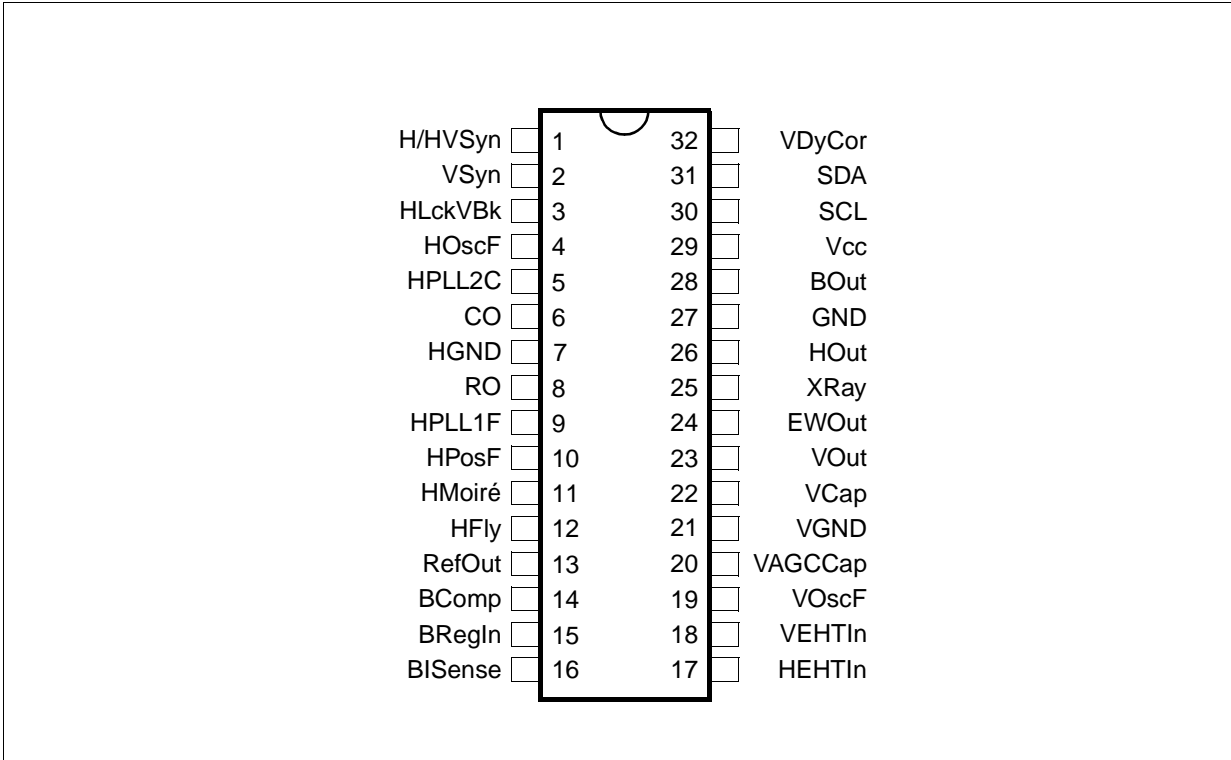 H/HVSyn 1 32 VDyCor
VSyn 2 31 SDA
HLckVBk 3 30 SCL
HOscF 4 29 Vcc
HPLL2C 5 28 BOut
CO 6 27 GND
HGND 7 26 HOut
RO 8 25 XRay
HPLL1F 9 24 EWOut
HPosF 10 23 VOut
HMoiré 11 22 VCap
HFly 12 21 VGND
RefOut 13 20 VAGCCap
BComp 14 19 VOscF
BRegIn 15 18 VEHTIn
BISense 16 17 HEHTIn